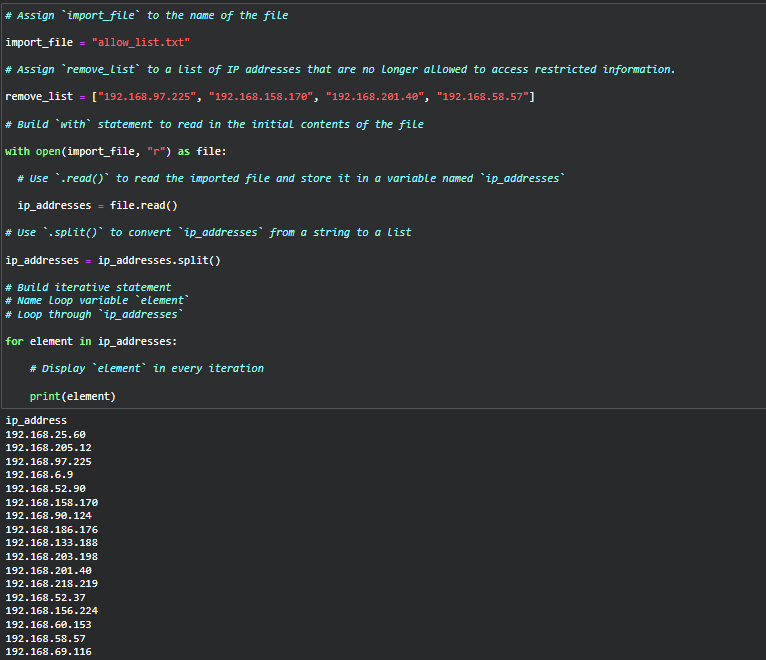 # Assign `import_file` to the name of the file
import_file = "allow_list.txt"
# Assign `remove_list` to a list of IP addresses that are no longer allowed to access restricted information.
remove_list = ["192.168.97.225", "192.168.158.170", "192.168.201.40", "192.168.58.57"]
# Build `with` statement to read in the initial contents of the file
with open(import_file, "r") as file:
  # Use `.read()` to read the imported file and store it in a variable named `ip_addresses`
  ip_addresses = file.read()
# Use `.split()` to convert `ip_addresses` from a string to a list
ip_addresses = ip_addresses.split()
# Build iterative statement
# Name loop variable `element`
# Loop through `ip_addresses`
for element in ip_addresses:
    # Display `element` in every iteration
    print(element)
ip_address
192.168.25.60
192.168.205.12
192.168.97.225
192.168.6.9
192.168.52.90
192.168.158.170
192.168.90.124
192.168.186.176
192.168.133.188
192.168.203.198
192.168.201.40
192.168.218.219
192.168.52.37
192.168.156.224
192.168.60.153
192.168.58.57
192.168.69.116